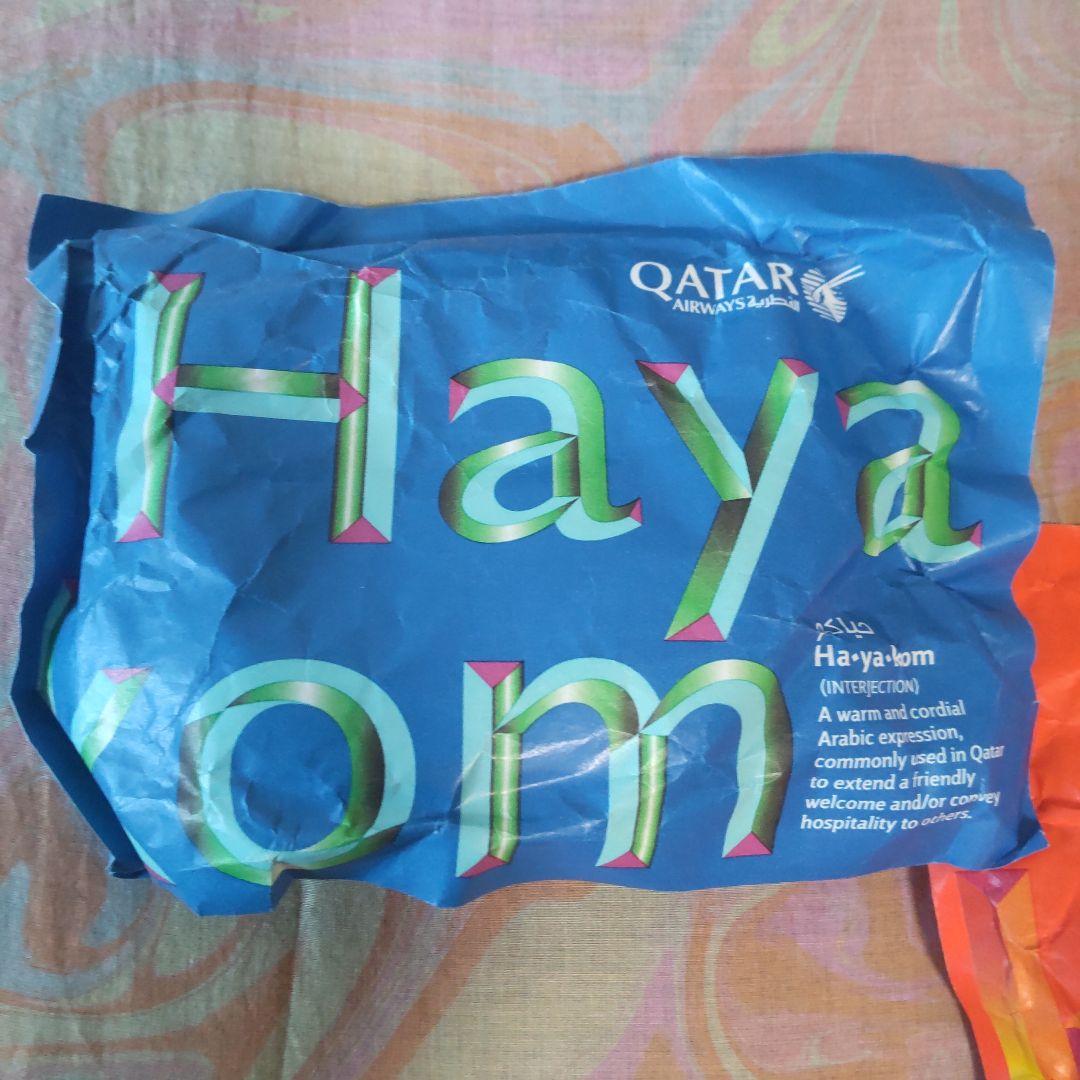 QATAR
AIRWAYS القطرية
Haya
kom
حياكم
Ha·ya·kom
(INTERJECTION)
A warm and cordial
Arabic expression,
commonly used in Qatar
to extend a friendly
welcome and/or convey
hospitality to others.